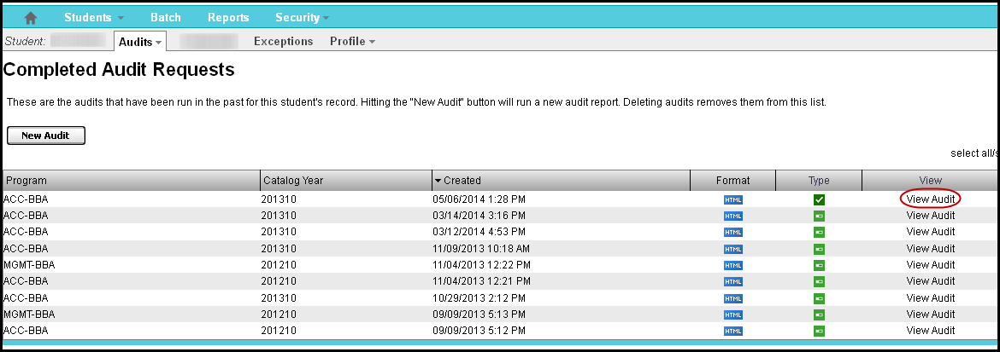 Students Batch Reports Security
Student: Audits Exceptions Profile
Completed Audit Requests
These are the audits that have been run in the past for this student's record. Hitting the "New Audit" button will run a new audit report. Deleting audits removes them from this list.
New Audit
select all/s
Program Catalog Year Created Format Type View
ACC-BBA 201310 05/06/2014 1:28 PM HTML View Audit
ACC-BBA 201310 03/14/2014 3:16 PM HTML View Audit
ACC-BBA 201310 03/12/2014 4:53 PM HTML View Audit
ACC-BBA 201310 11/09/2013 10:18 AM HTML View Audit
MGMT-BBA 201210 11/04/2013 12:22 PM HTML View Audit
ACC-BBA 201210 11/04/2013 12:21 PM HTML View Audit
ACC-BBA 201310 10/29/2013 2:12 PM HTML View Audit
MGMT-BBA 201210 09/09/2013 5:13 PM HTML View Audit
ACC-BBA 201210 09/09/2013 5:12 PM HTML View Audit